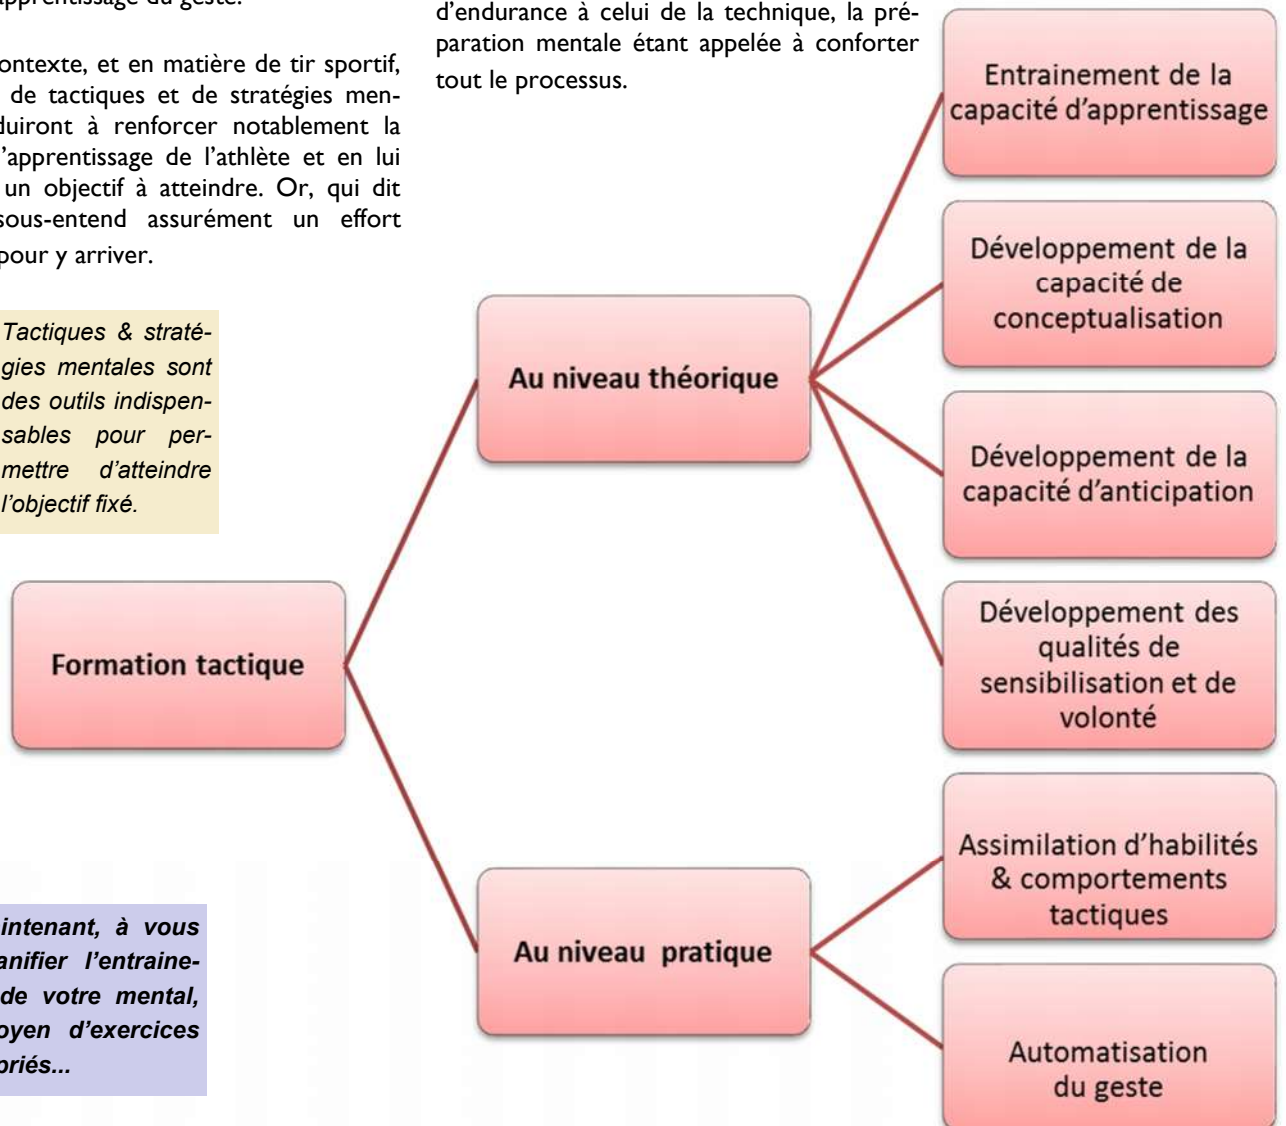 apprentissage du geste.
ontexte, et en matière de tir sportif,
de tactiques et de stratégies men-
duiront à renforcer notablement la
l'apprentissage de l'athlète et en lui
un objectif à atteindre. Or, qui dit
sous-entend assurément un effort
pour y arriver.
Tactiques & straté-
gies mentales sont
des outils indispen-
sables pour per-
mettre d'atteindre
l'objectif fixé.
intenant, à vous
anifier l'entraine-
de votre mental,
oyen d'exercices
priés...
d'endurance à celui de la technique, la pré-
paration mentale étant appelée à conforter
tout le processus.
Formation tactique
Au niveau théorique
Entrainement de la
capacité d'apprentissage
Développement de la
capacité de
conceptualisation
Développement de la
capacité d'anticipation
Développement des
qualités de
sensibilisation et de
volonté
Au niveau pratique
Assimilation d'habilités
& comportements
tactiques
Automatisation
du geste